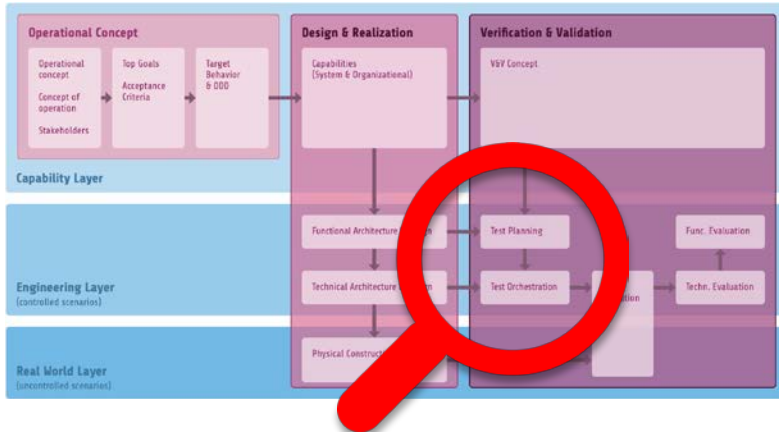 Operational Concept
Operational
concept
Concept of
operation
Stakeholders
Top Goals
Acceptance
Criteria
Target
Behavior
& ODD
Design & Realization
Capabilities
(System & Organizational)
Verification & Validation
V&V Concept
Capability Layer
Functional Architecture
Test Planning
Func. Evaluation
Engineering Layer
(controlled scenarios)
Technical Architecture
Test Orchestration
Techn. Evaluation
Physical
Real World Layer
(uncontrolled scenarios)